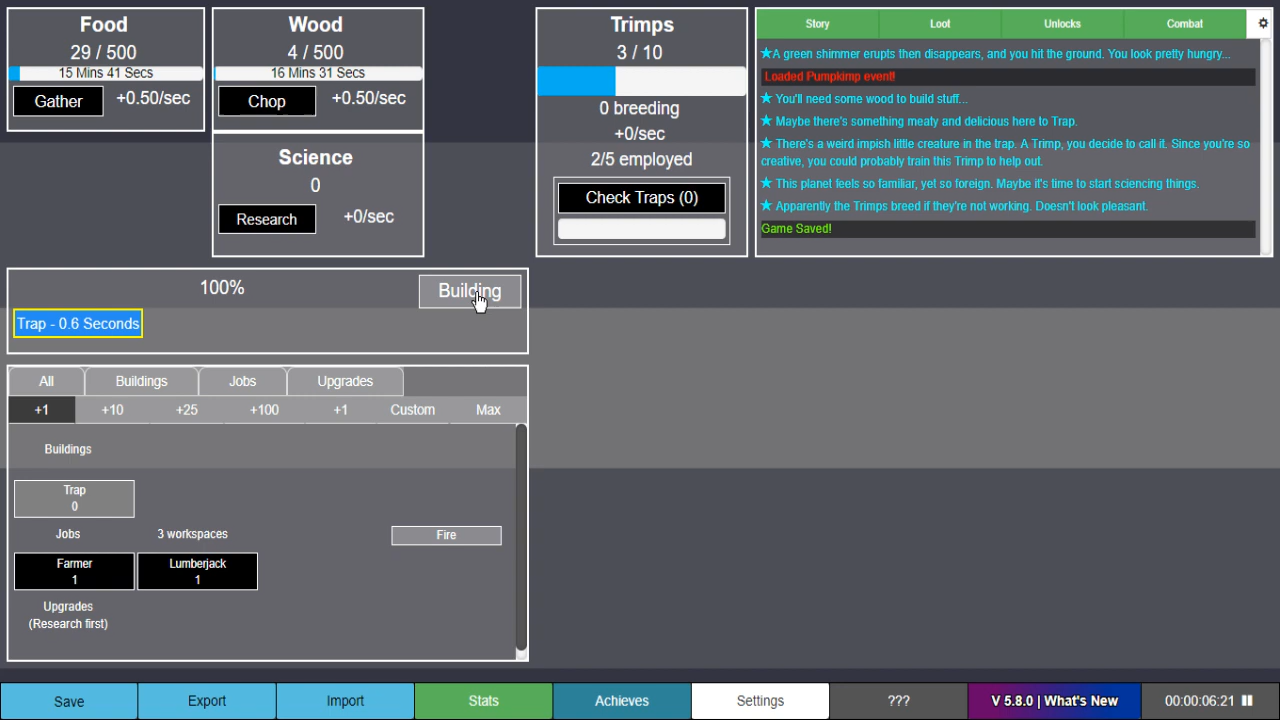 Food
29 / 500
15 Mins 41 Secs
Gather
+0.50/sec
Wood
4 / 500
16 Mins 31 Secs
Chop
+0.50/sec
Science
0
Research
+0/sec
Trimps
3 / 10
0 breeding
+0/sec
2/5 employed
Check Traps (0)
Story
Loot
Unlocks
Combat
A green shimmer erupts then disappears, and you hit the ground. You look pretty hungry...
Loaded Pumpkimp event!
You'll need some wood to build stuff...
Maybe there's something meaty and delicious here to Trap.
There's a weird impish little creature in the trap. A Trimp, you decide to call it. Since you're so
creative, you could probably train this Trimp to help out.
This planet feels so familiar, yet so foreign. Maybe it's time to start sciencing things.
Apparently the Trimps breed if they're not working. Doesn't look pleasant.
Game Saved!
100%
Building
Trap - 0.6 Seconds
All
Buildings
Jobs
Upgrades
+1
+10
+25
+100
+1
Custom
Max
Buildings
Trap
0
Jobs
3 workspaces
Fire
Farmer
1
Lumberjack
1
Upgrades
(Research first)
Save
Export
Import
Stats
Achieves
Settings
???
V 5.8.0 | What's New
00:00:06:21